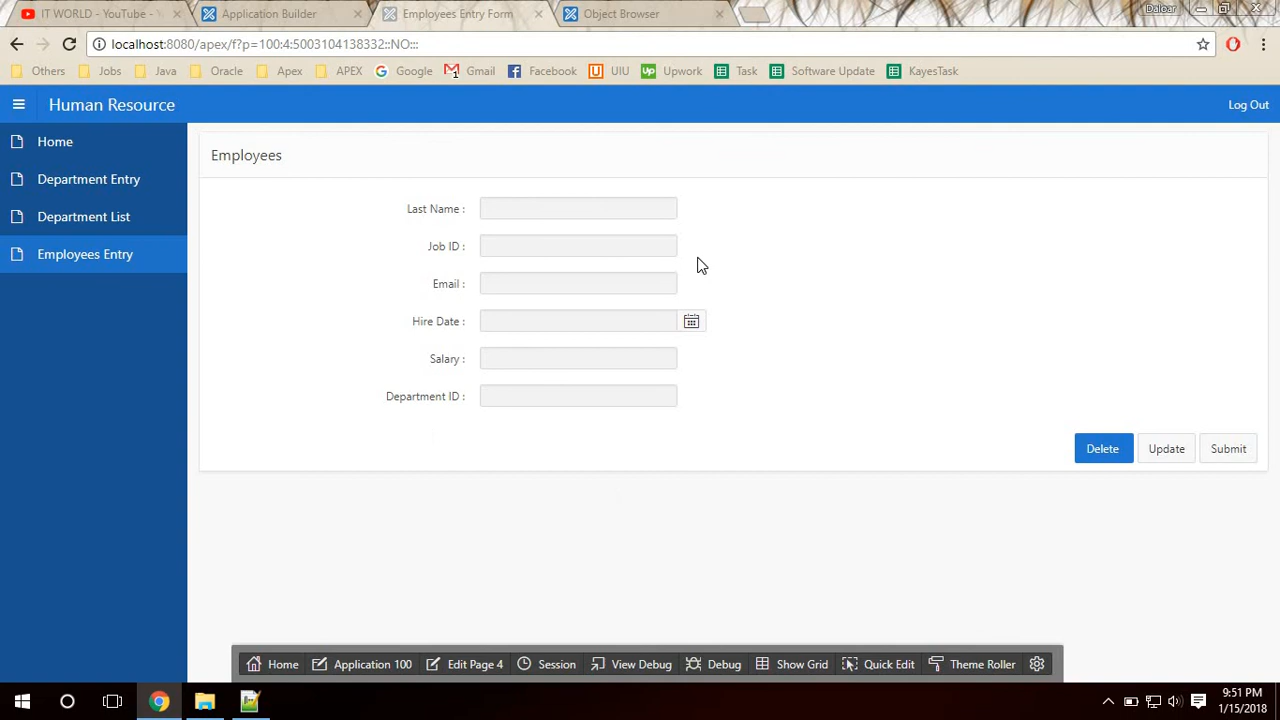 IT WORLD - YouTube -
Application Builder
Employees Entry Form
Object Browser
Daloar
localhost:8080/apex/f?p=100:4:5003104138332::NO:::
Others
Jobs
Java
Oracle
Apex
APEX
Google
1
Gmail
Facebook
UIU
Up
Upwork
Task
Software Update
KayesTask
Human Resource
Log Out
Home
Department Entry
Department List
Employees Entry
Employees
Last Name :
Job ID :
Email :
Hire Date :
Salary :
Department ID :
Delete
Update
Submit
Home
Application 100
Edit Page 4
Session
View Debug
Debug
Show Grid
Quick Edit
Theme Roller
9:51 PM
1/15/2018